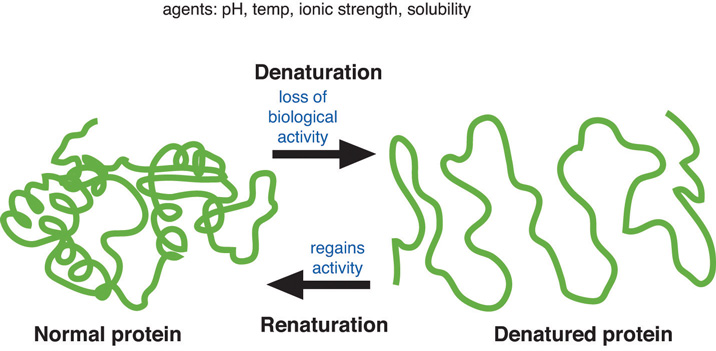 agents: pH, temp, ionic strength, solubility
Denaturation
loss of
biological
activity
regains
activity
Renaturation
Normal protein
Denatured protein